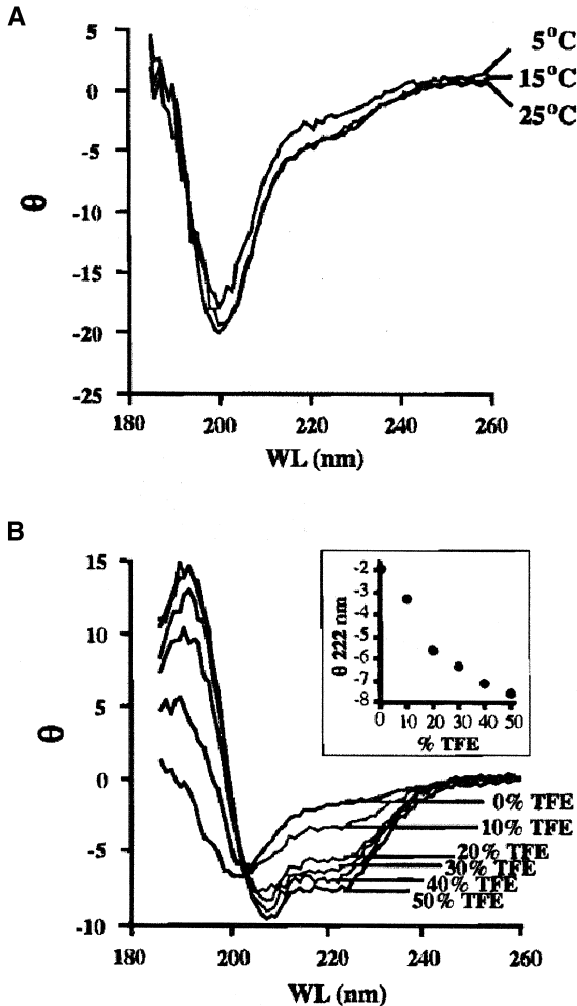 A
5
0
-5
-10
-15
-20
-25
θ
5°C
15°C
25°C
180 200 220 240 260
WL (nm)
B
15
10
5
0
-5
-10
θ
-2
-3
-4
-5
-6
-7
-8
θ 222 nm
0 10 20 30 40 50
% TFE
0% TFE
10% TFE
20% TFE
30% TFE
40% TFE
50% TFE
180 200 220 240 260
WL (nm)